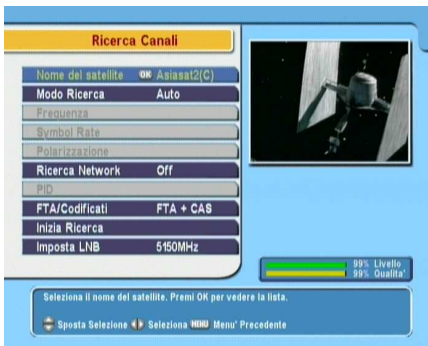 Ricerca Canali
Nome del satellite OK Asiasat2(C)
Modo Ricerca Auto
Frequenza
Symbol Rate
Polarizzazione
Ricerca Network Off
PID
FTA/Codificati FTA + CAS
Inizia Ricerca
Imposta LNB 5150MHz
99% Livello
99% Qualita'
Seleziona il nome del satellite. Premi OK per vedere la lista.
Sposta Selezione Seleziona MENU Menu' Precedente